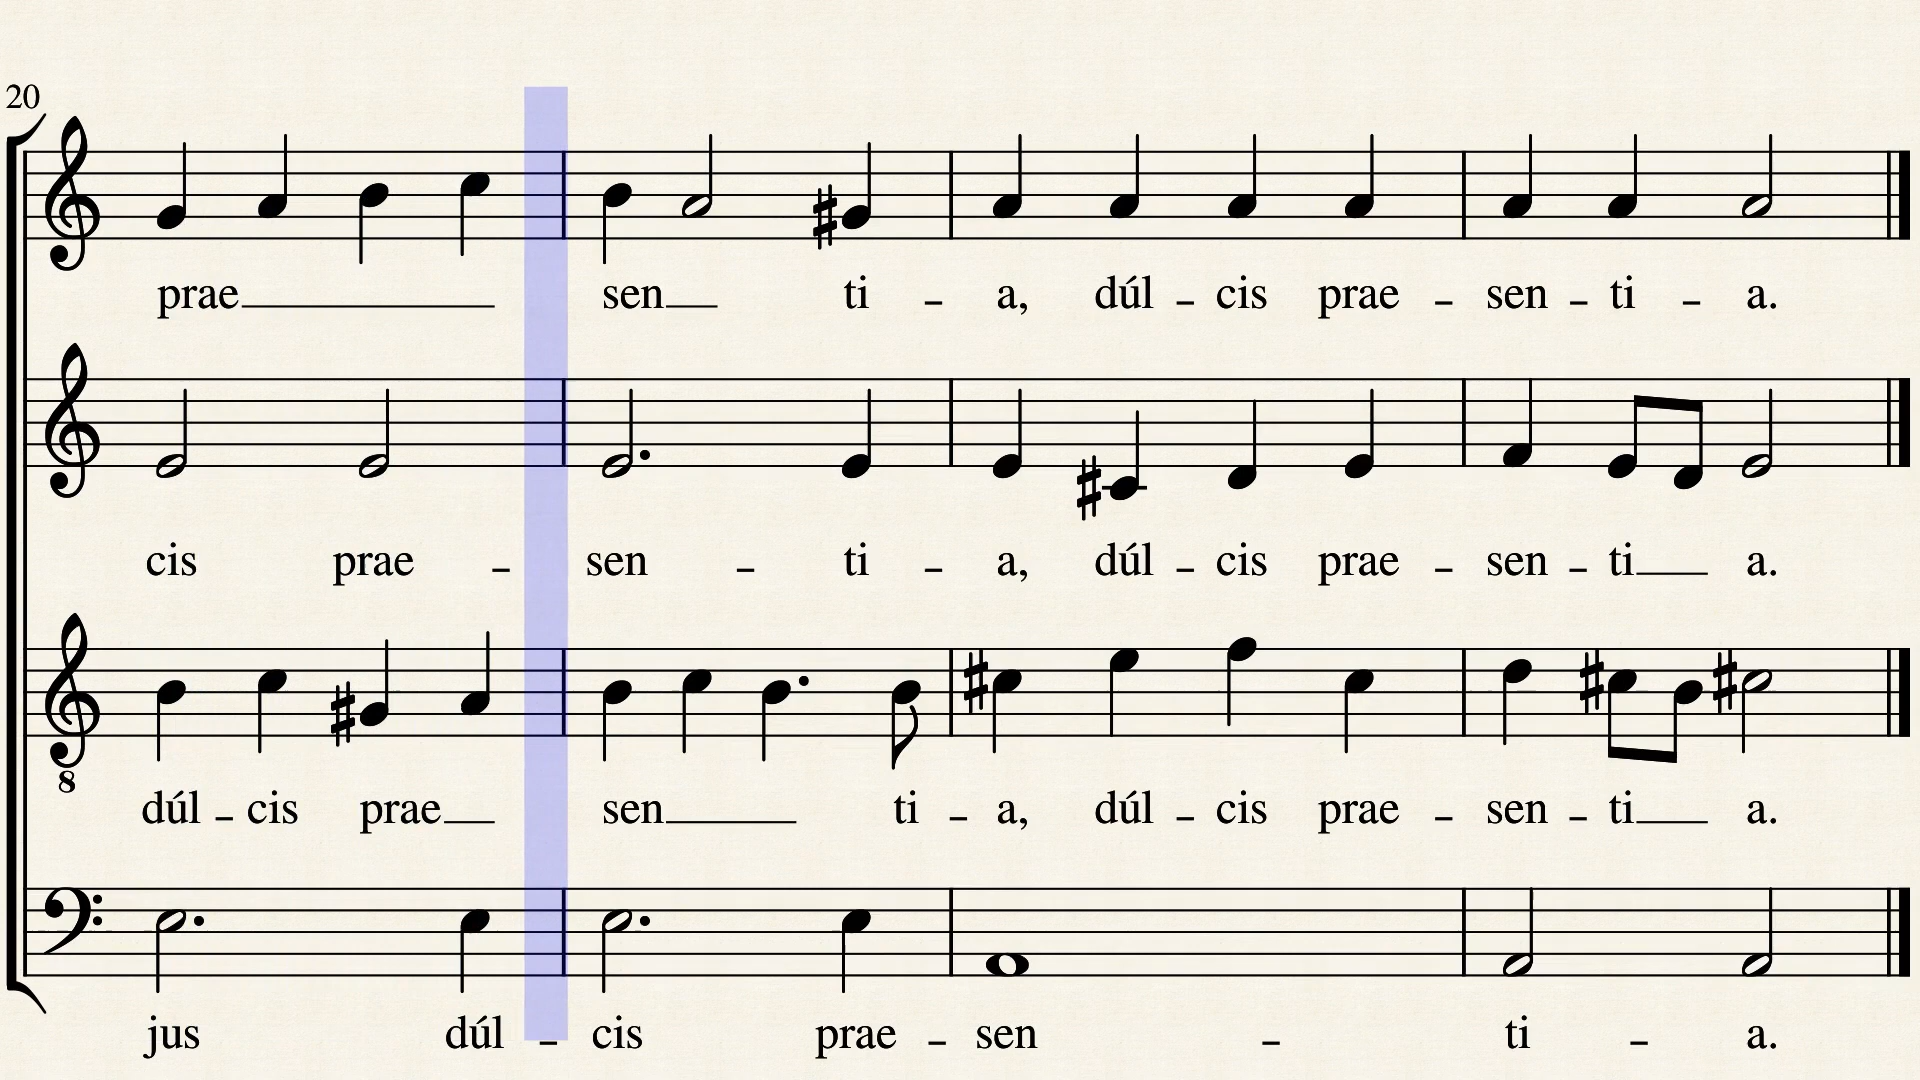 20
prae sen ti - a, dúl - cis prae - sen - ti - a.
cis prae - sen - ti - a, dúl - cis prae - sen - ti a.
8
dúl - cis prae sen ti - a, dúl - cis prae - sen - ti a.
jus dúl - cis prae - sen - ti - a.